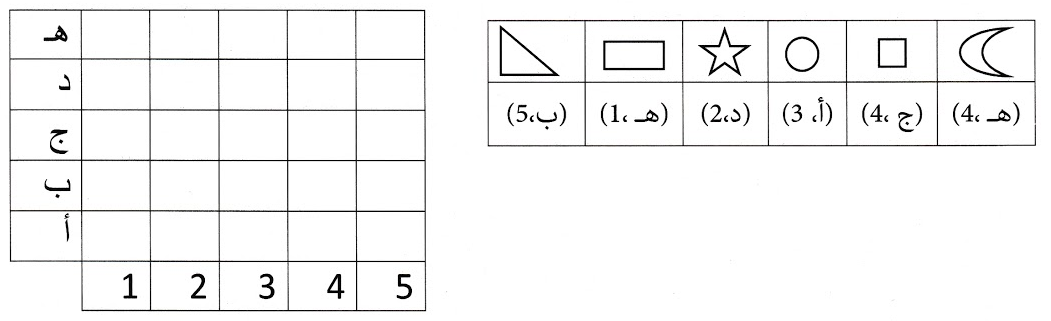 هـ
د
ج
ب
أ
1 2 3 4 5
(هـ ،4) (ج ،4) (أ، 3) (د،2) (هـ ،1) (ب،5)